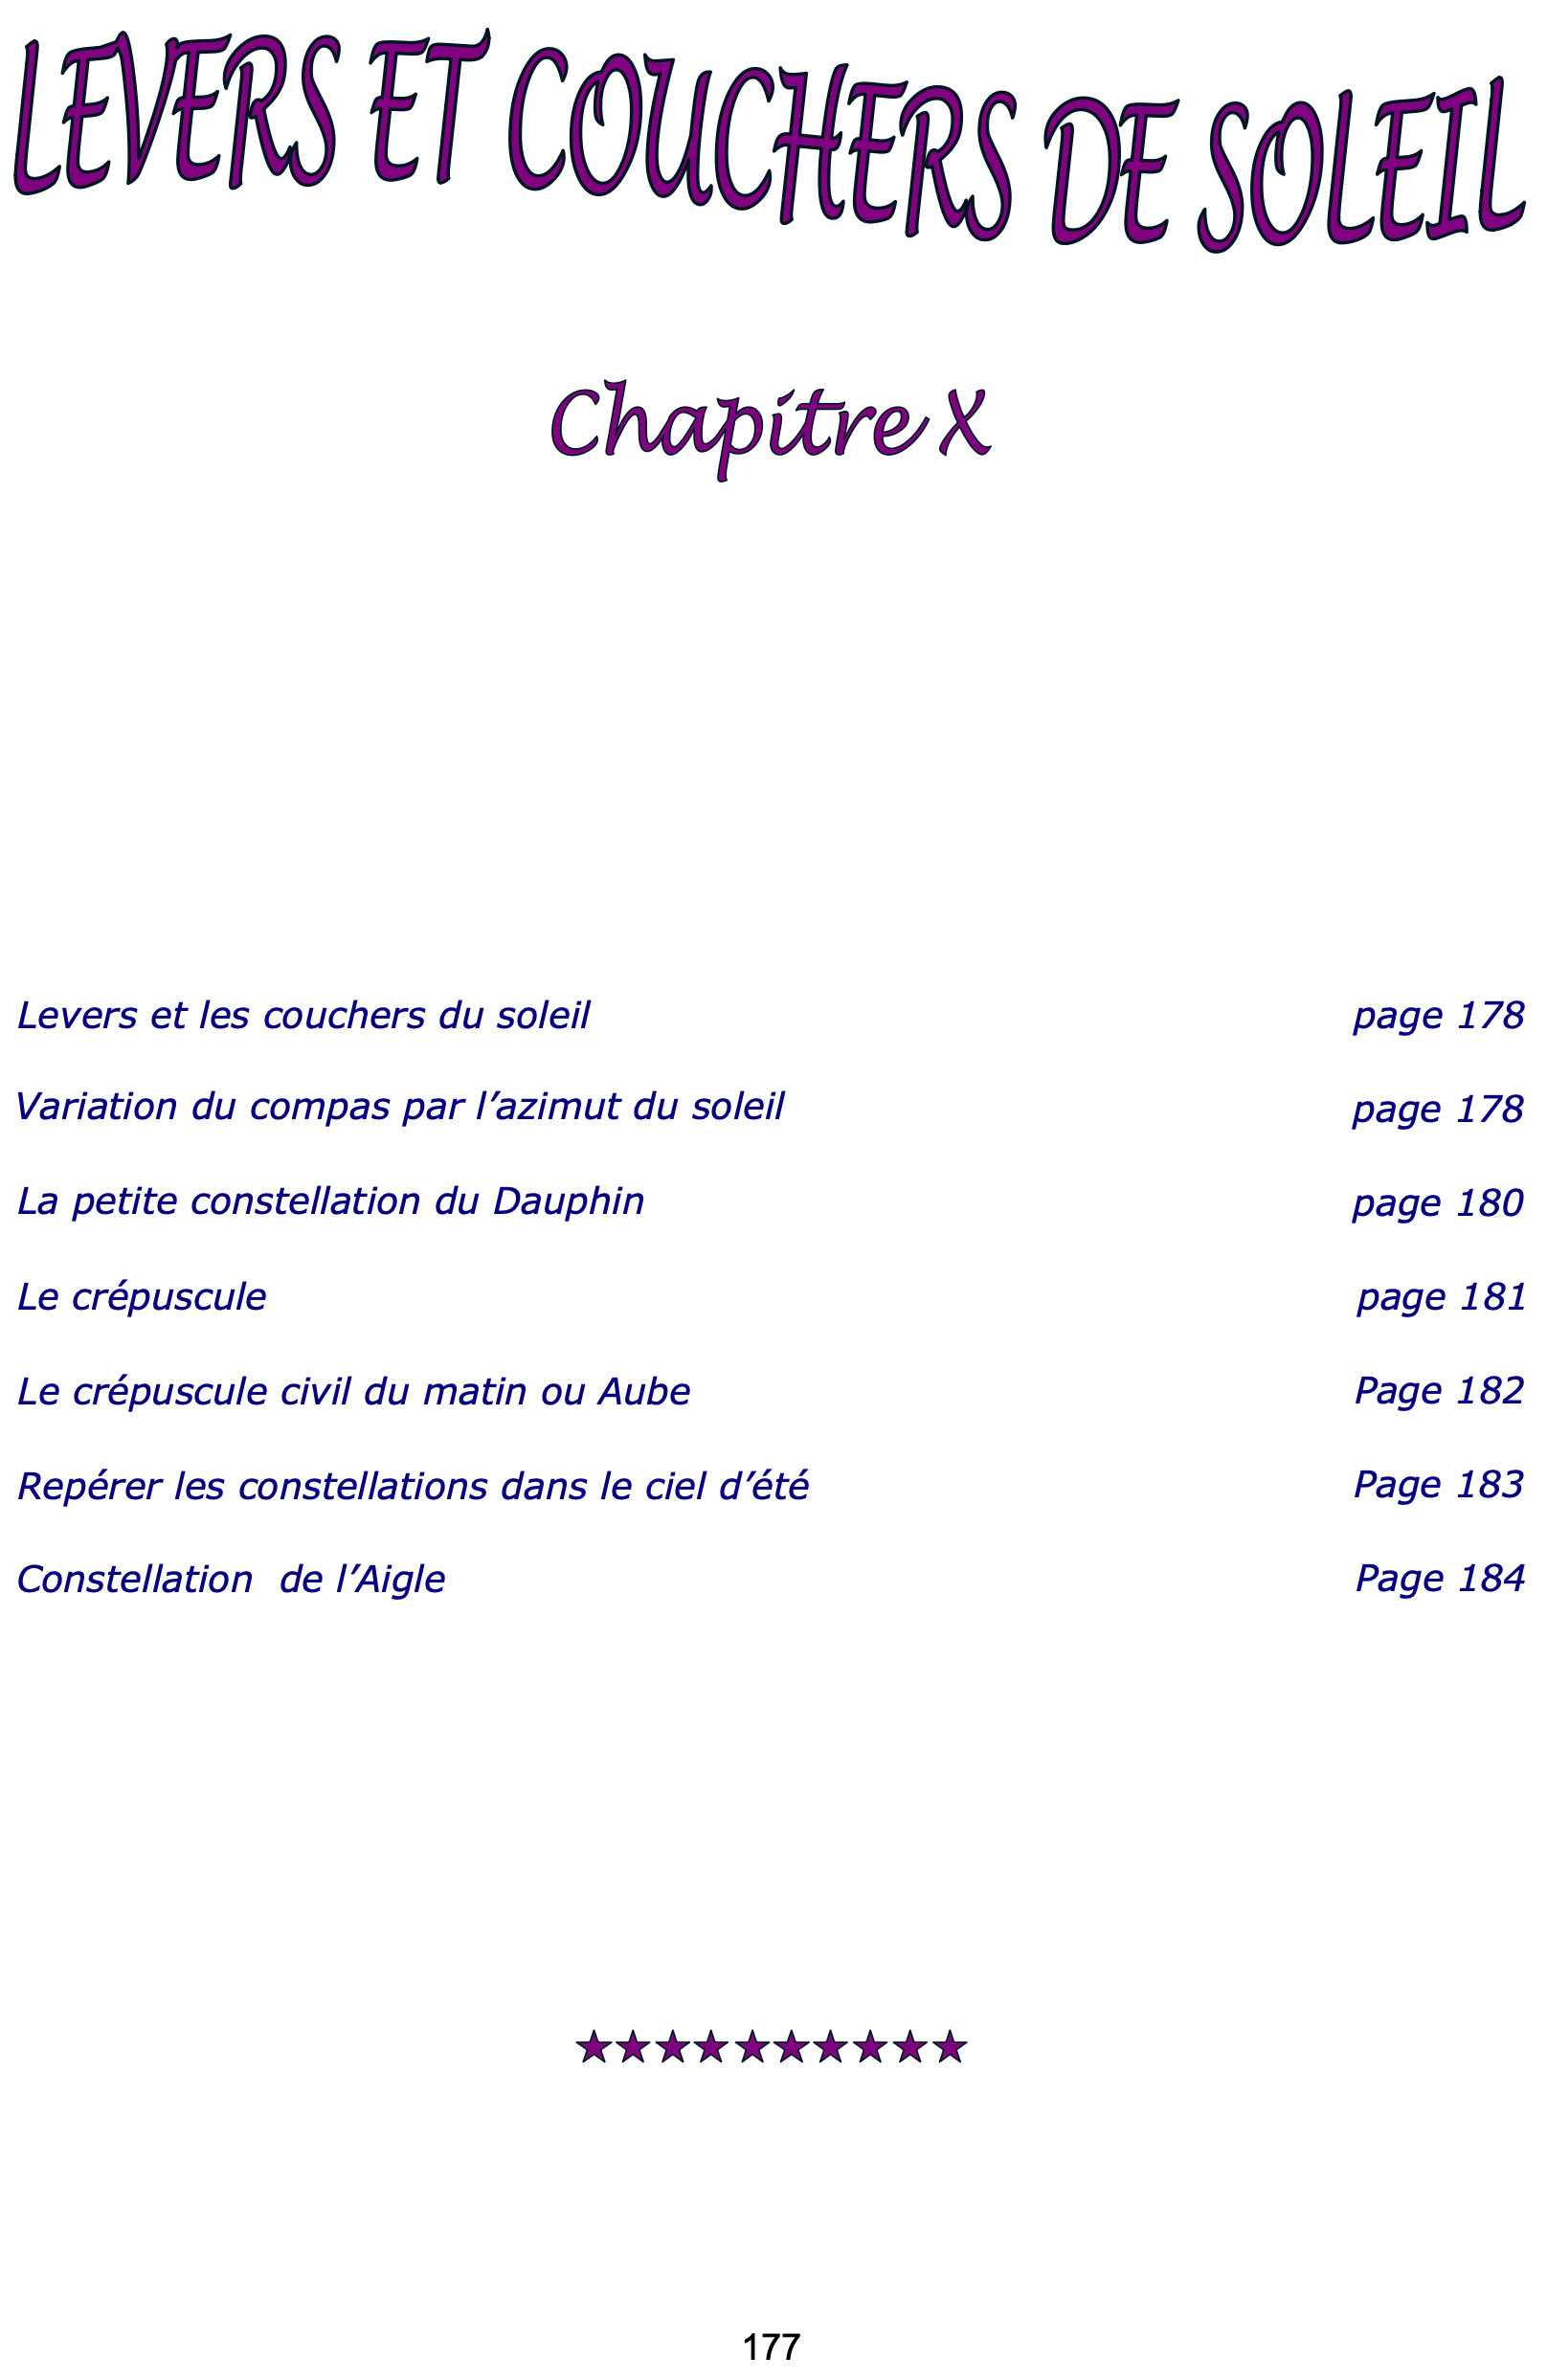 LEVERS ET COUCHERS DE SOLEIL
Chapitre X
Levers et les couchers du soleil page 178
Variation du compas par l’azimut du soleil page 178
La petite constellation du Dauphin page 180
Le crépuscule page 181
Le crépuscule civil du matin ou Aube Page 182
Repérer les constellations dans le ciel d’été Page 183
Constellation de l’Aigle Page 184
177